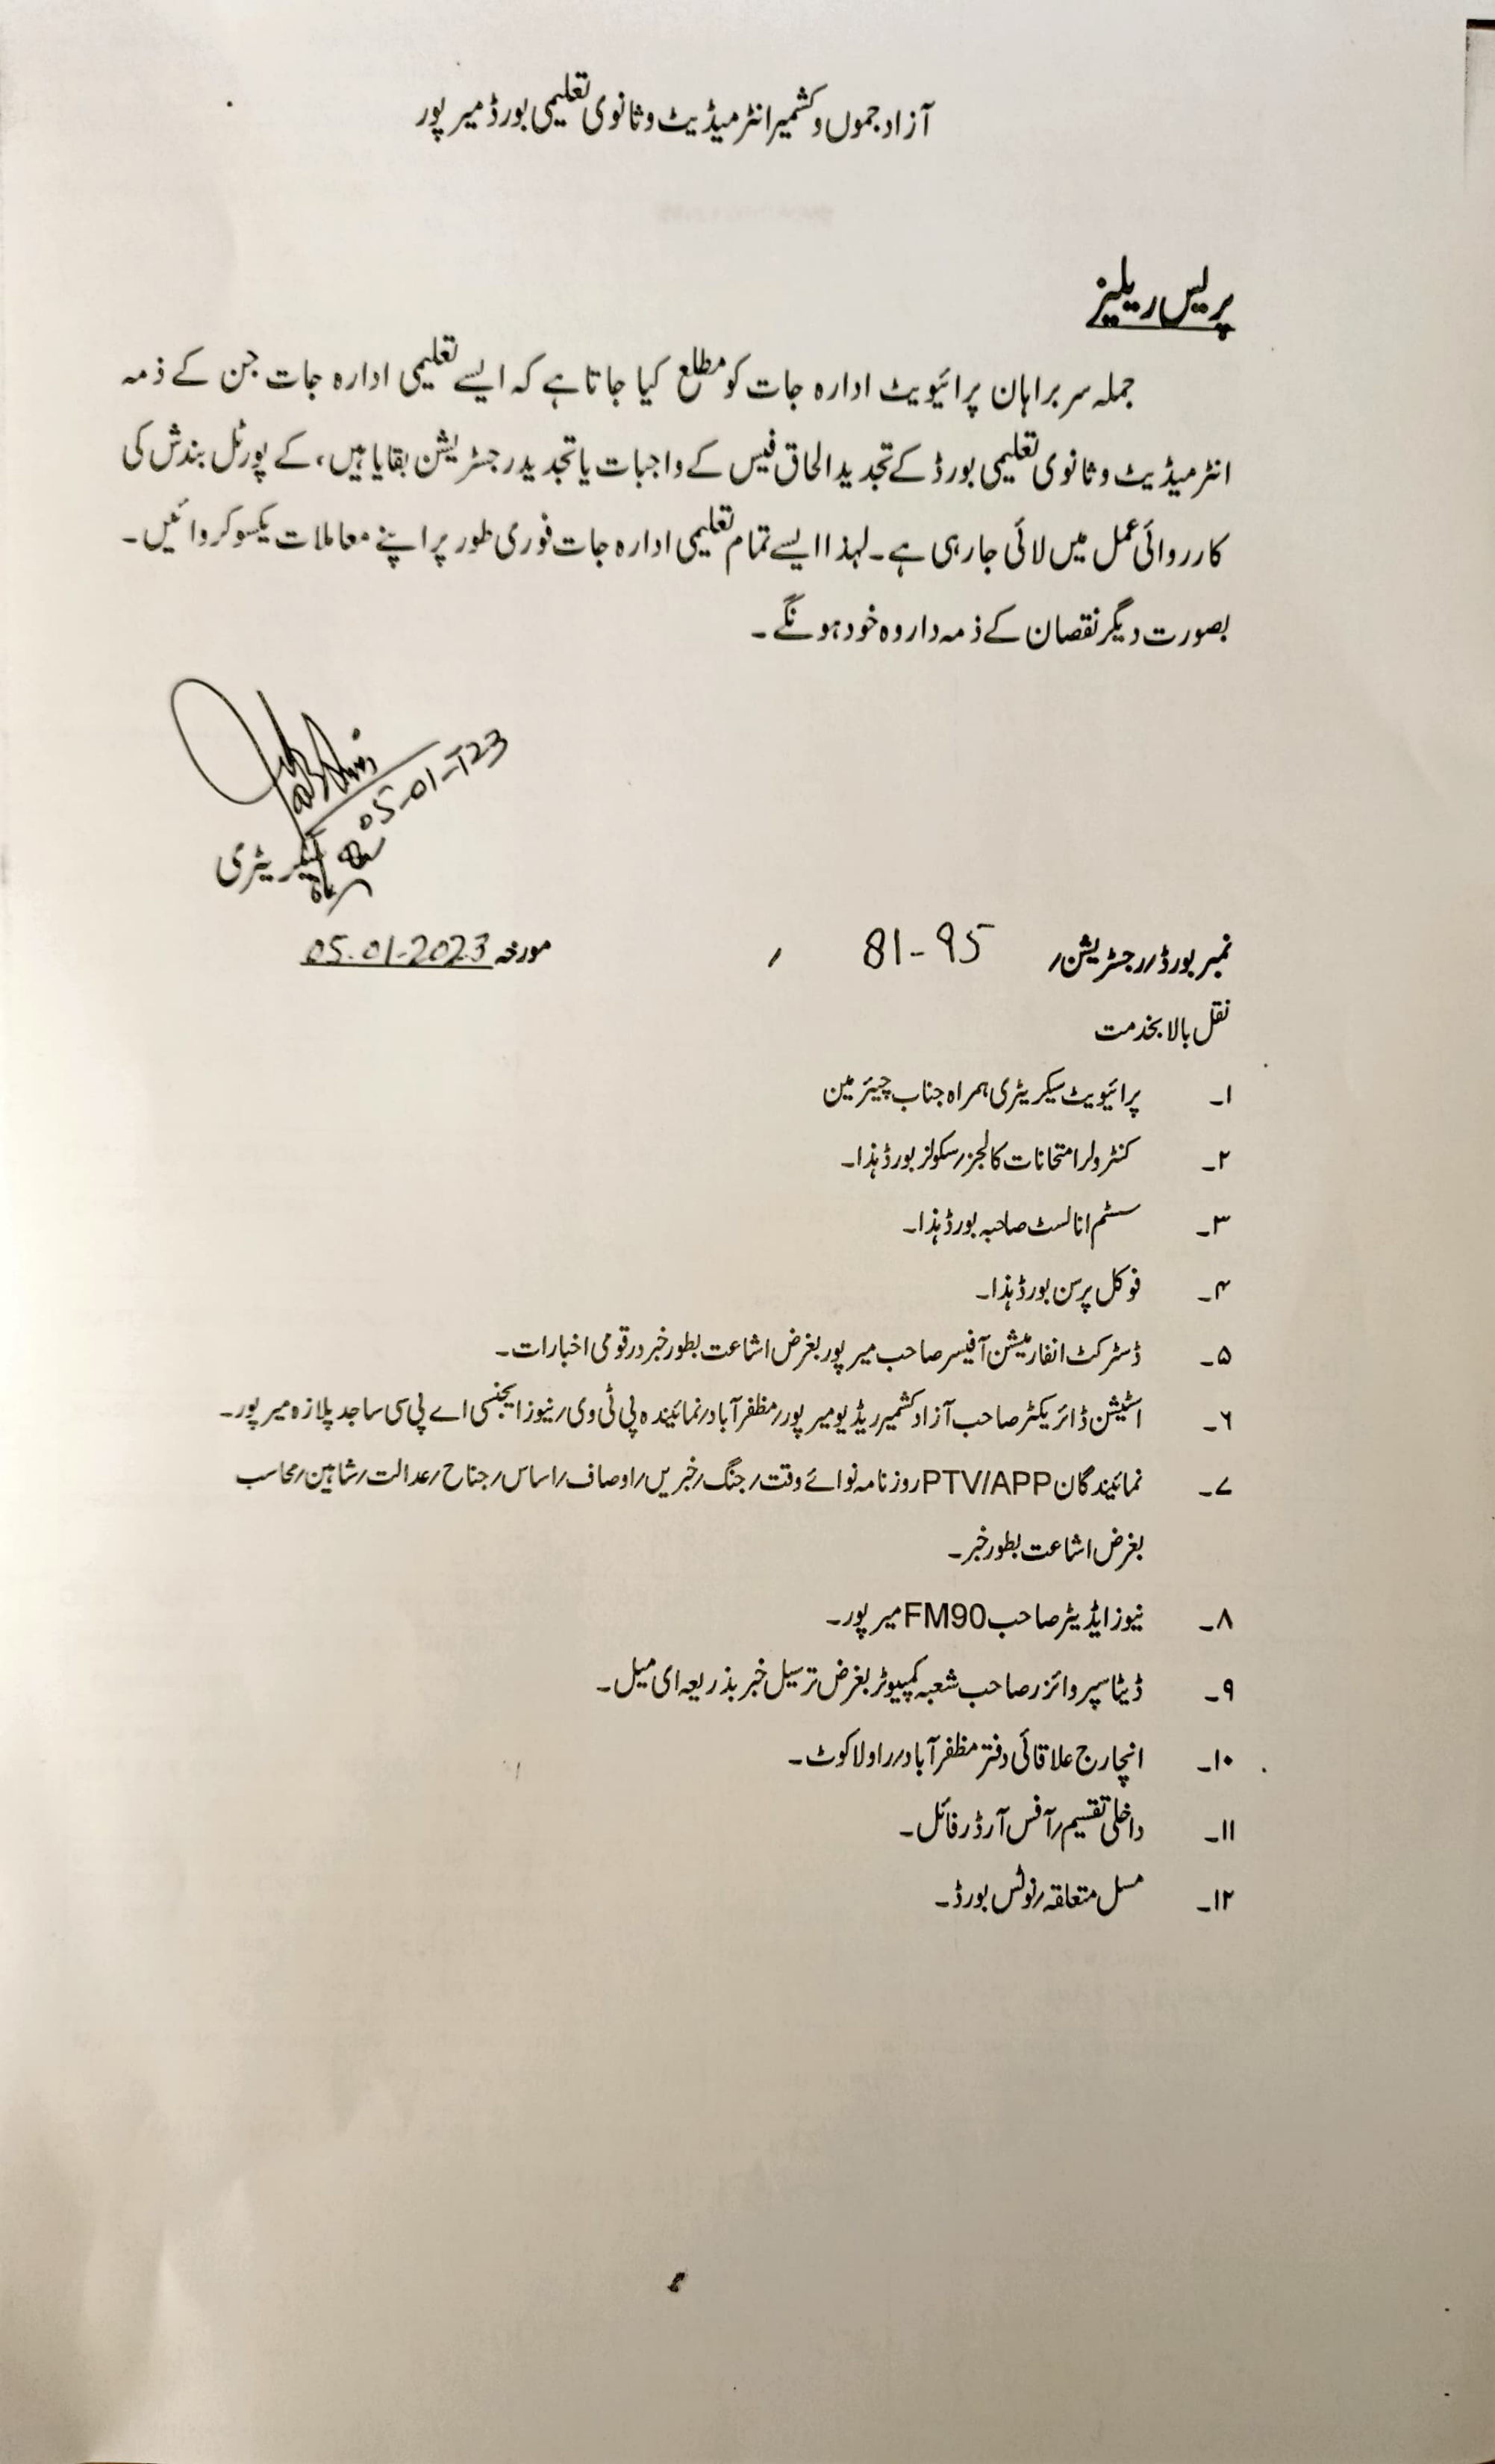 آزاد جموں و کشمیر انٹرمیڈیٹ و ثانوی تعلیمی بورڈ میرپور
پریس ریلیز
جملہ سربراہان پرائیویٹ ادارہ جات کو مطلع کیا جاتا ہے کہ ایسے تعلیمی ادارہ جات جن کے ذمہ
انٹرمیڈیٹ و ثانوی تعلیمی بورڈ کے تجدید الحاق فیس کے واجبات یا تجدید رجسٹریشن بقایا ہیں، کے پورٹل بندش کی
کارروائی عمل میں لائی جا رہی ہے۔ لہذا ایسے تمام تعلیمی ادارہ جات فوری طور پر اپنے معاملات یکسو کروائیں۔
بصورت دیگر نقصان کے ذمہ دار وہ خود ہونگے۔
05-01-23
سیکریٹری
نمبر بورڈ/رجسٹریشن/ 81-95 / مورخہ 05.01-2023
نقل بالا بخدمت
۱۔ پرائیویٹ سیکریٹری ہمراہ جناب چیئرمین
۲۔ کنٹرولر امتحانات کالجز/سکولز بورڈ ہذا۔
۳۔ سسٹم انالسٹ صاحبہ بورڈ ہذا۔
۴۔ فوکل پرسن بورڈ ہذا۔
۵۔ ڈسٹرکٹ انفارمیشن آفیسر صاحب میرپور بغرض اشاعت بطور خبر در قومی اخبارات۔
۶۔ اسٹیشن ڈائریکٹر صاحب آزاد کشمیر ریڈیو میرپور/مظفرآباد/نمائیندہ پی ٹی وی/نیوز ایجنسی اے پی سی ساجد پلازہ میرپور۔
۷۔ نمائیندگان PTV/APP روزنامہ نوائے وقت/جنگ/خبریں/اوصاف/اساس/جناح/عدالت/شاہین/محاسب
بغرض اشاعت بطور خبر۔
۸۔ نیوز ایڈیٹر صاحب FM90 میرپور۔
۹۔ ڈیٹا سپروائزر صاحب شعبہ کمپیوٹر بغرض ترسیل خبر بذریعہ ای میل۔
۱۰۔ انچارج علاقائی دفتر مظفرآباد/راولاکوٹ۔
۱۱۔ داخلی تقسیم/آفس آرڈر فائل۔
۱۲۔ مسل متعلقہ/نوٹس بورڈ۔